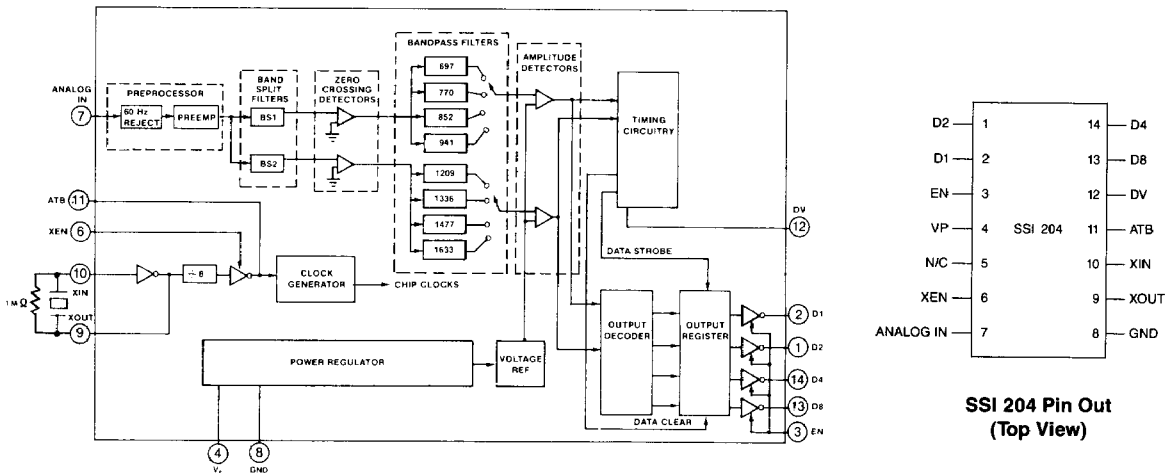 BANDPASS FILTERS
AMPLITUDE
DETECTORS
BAND
SPLIT
FILTERS
ZERO
CROSSING
DETECTORS
PREPROCESSOR
ANALOG
IN
7
60 Hz
REJECT
PREEMP
BS1
BS2
697
770
852
941
1209
1336
1477
1633
TIMING
CIRCUITRY
ATB
11
XEN
6
10
XIN
1MΩ
XOUT
9
÷8
CLOCK
GENERATOR
CHIP CLOCKS
DV
12
DATA STROBE
OUTPUT
DECODER
OUTPUT
REGISTER
2 D1
1 D2
14 D4
13 D8
3 EN
DATA CLEAR
POWER REGULATOR
VOLTAGE
REF
4
8
GND
D2 1 14 D4
D1 2 13 D8
EN 3 12 DV
VP 4 SSI 204 11 ATB
N/C 5 10 XIN
XEN 6 9 XOUT
ANALOG IN 7 8 GND
SSI 204 Pin Out
(Top View)